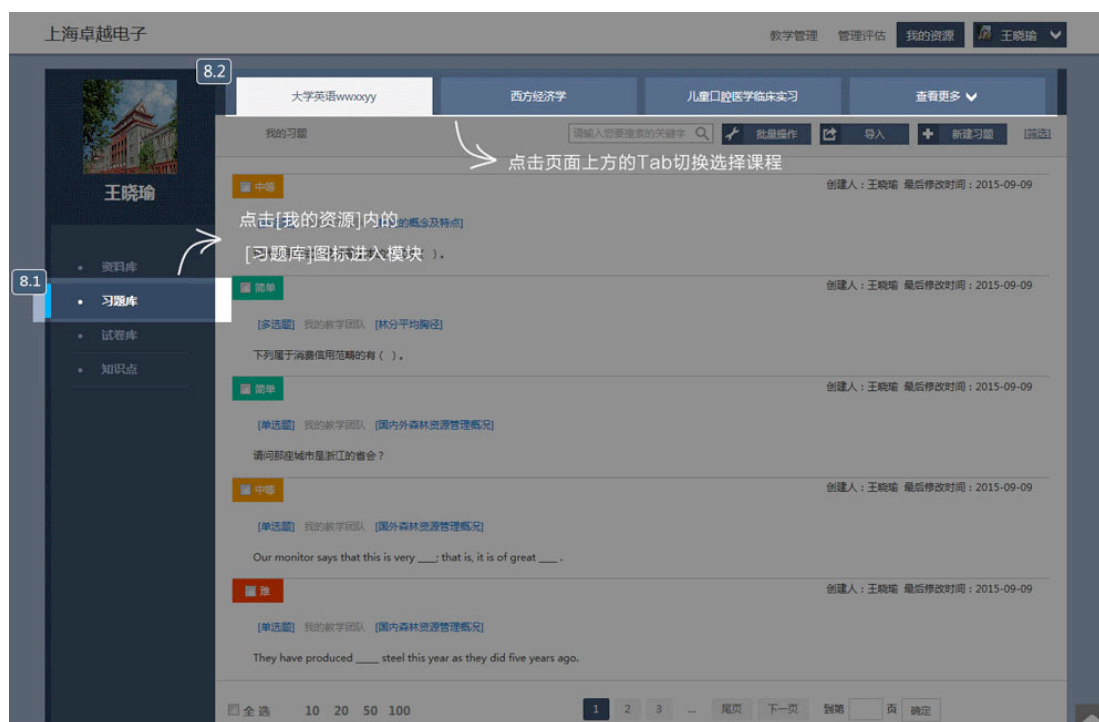 上海卓越电子
教学管理 管理评估 我的资源 王晓瑜
8.2
大学英语wwxxyy 西方经济学 儿童口腔医学临床实习 查看更多
我的习题 请输入您要搜索的关键字 批量操作 导入 新建习题 [筛选]
点击页面上方的Tab切换选择课程
王晓瑜
中等 创建人：王晓瑜 最后修改时间：2015-09-09
点击[我的资源]内的
的概念及特点]
[习题库]图标进入模块
( )。
8.1
资料库
习题库
试卷库
知识点
简单 创建人：王晓瑜 最后修改时间：2015-09-09
[多选题] 我的教学团队 [林分平均胸径]
下列属于消费信用范畴的有 ( )。
简单 创建人：王晓瑜 最后修改时间：2015-09-09
[单选题] 我的教学团队 [国内外森林资源管理概况]
请问那座城市是浙江的省会？
中等 创建人：王晓瑜 最后修改时间：2015-09-09
[单选题] 我的教学团队 [国外森林资源管理概况]
Our monitor says that this is very ___; that is, it is of great ___ .
难 创建人：王晓瑜 最后修改时间：2015-09-09
[单选题] 我的教学团队 [国内森林资源管理概况]
They have produced ____ steel this year as they did five years ago.
全选 10 20 50 100 1 2 3 ... 尾页 下一页 到第 页 确定